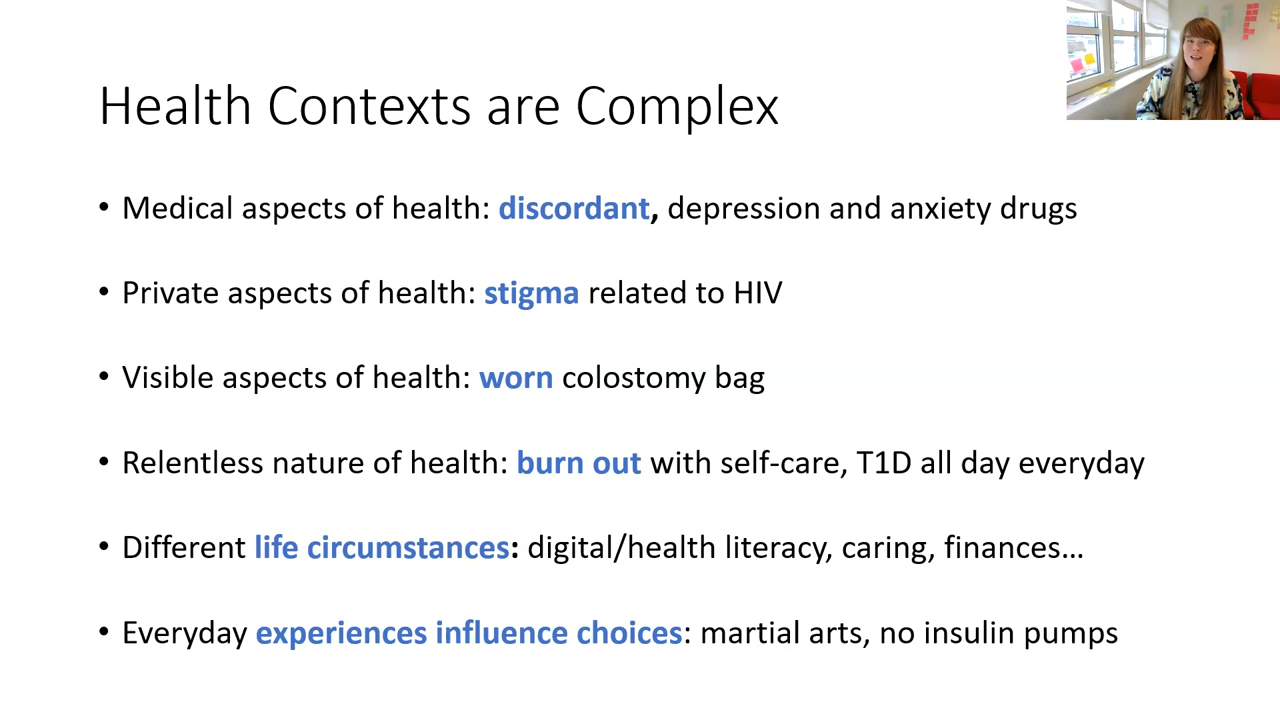 Health Contexts are Complex
• Medical aspects of health: discordant, depression and anxiety drugs
• Private aspects of health: stigma related to HIV
• Visible aspects of health: worn colostomy bag
• Relentless nature of health: burn out with self-care, T1D all day everyday
• Different life circumstances: digital/health literacy, caring, finances…
• Everyday experiences influence choices: martial arts, no insulin pumps